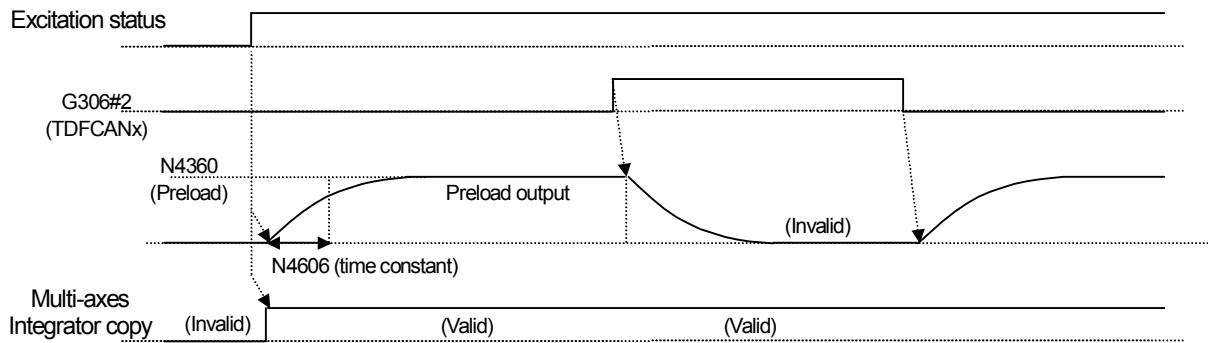 Excitation status
G306#2
(TDFCANx)
N4360
(Preload)
Preload output
(Invalid)
N4606 (time constant)
Multi-axes
Integrator copy
(Invalid)
(Valid)
(Valid)